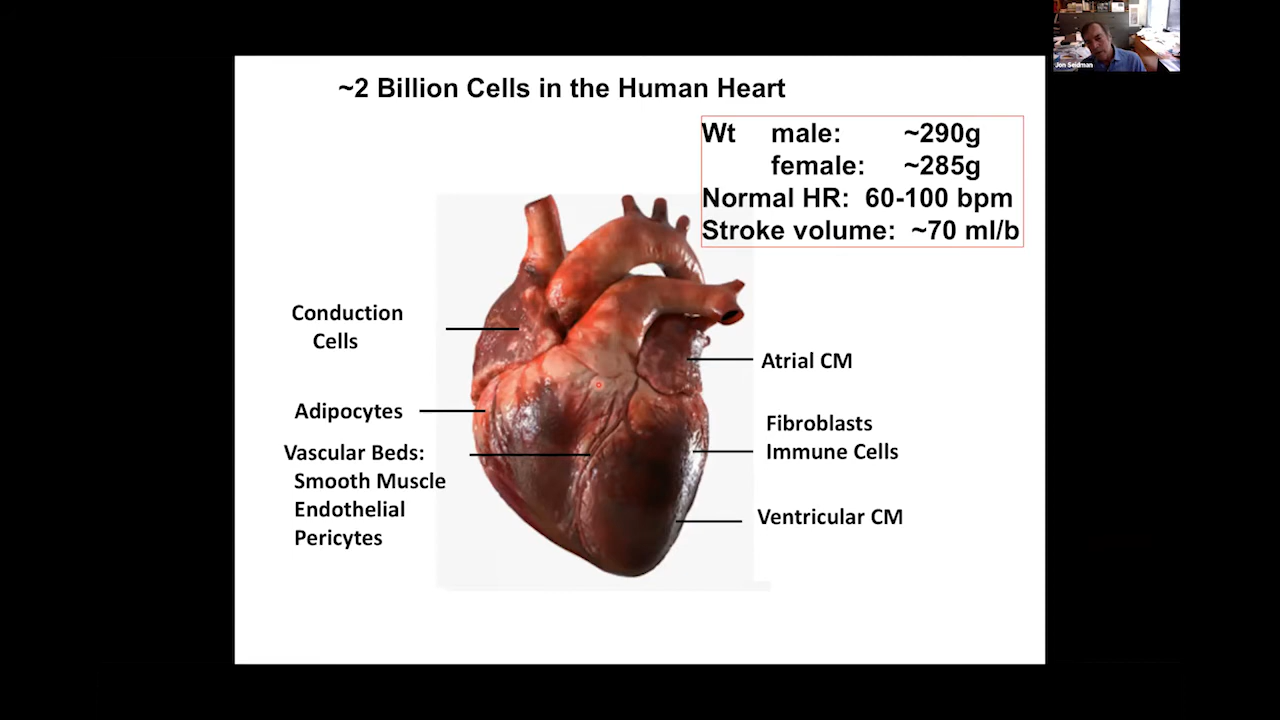 Jon Seidman
~2 Billion Cells in the Human Heart
Wt male: ~290g
female: ~285g
Normal HR: 60-100 bpm
Stroke volume: ~70 ml/b
Conduction
Cells
Adipocytes
Vascular Beds:
Smooth Muscle
Endothelial
Pericytes
Atrial CM
Fibroblasts
Immune Cells
Ventricular CM